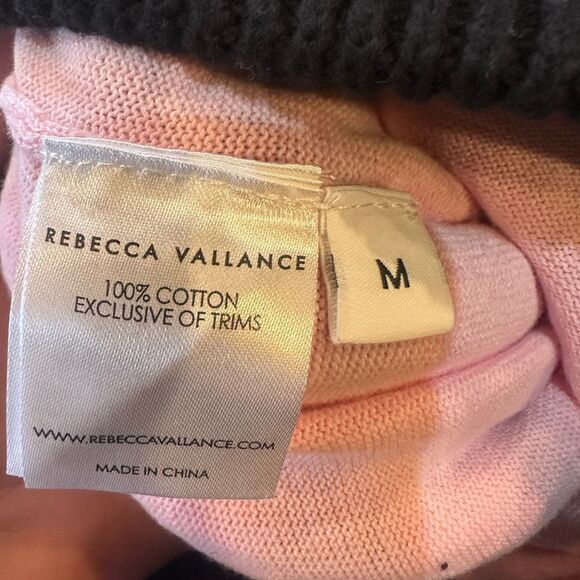 REBECCA VALLANCE
100% COTTON
EXCLUSIVE OF TRIMS
WWW.REBECCAVALLANCE.COM
MADE IN CHINA
M